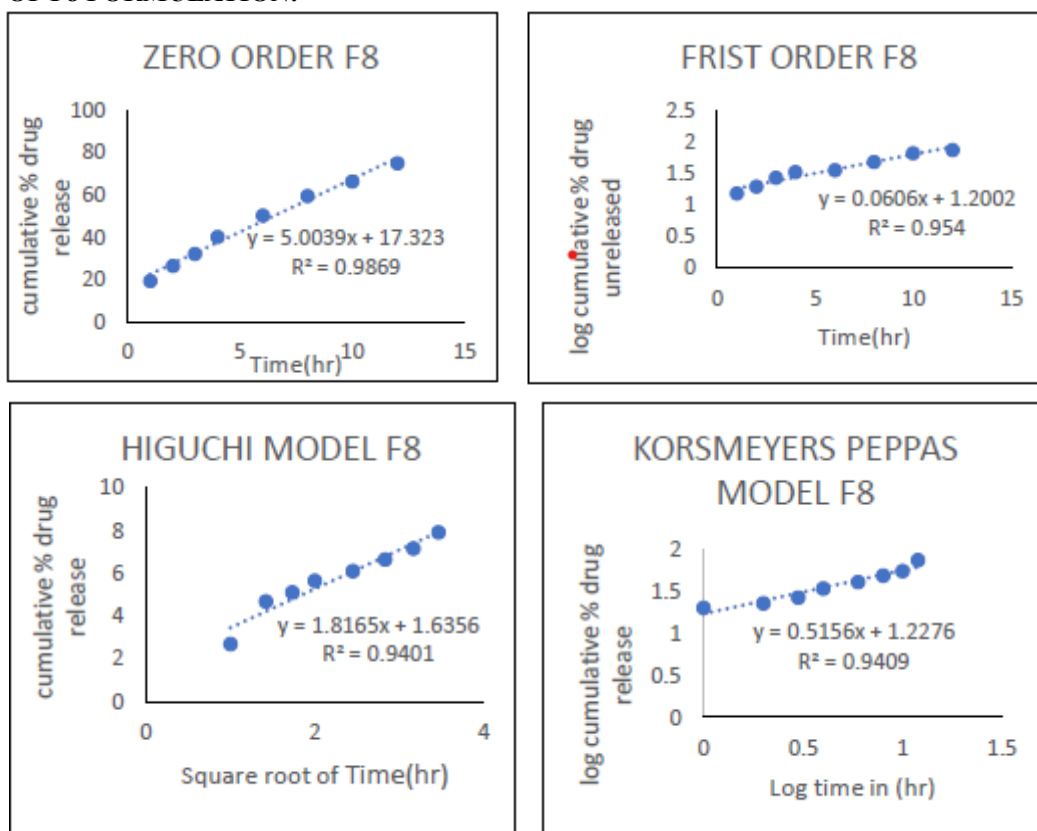 ZERO ORDER F8
cumulative % drug
release
100
80
60
40
20
0
y = 5.0039x + 17.323
R² = 0.9869
0
5
10
15
Time(hr)
FRIST ORDER F8
log cumulative % drug
unreleased
2.5
2
1.5
1
0.5
0
y = 0.0606x + 1.2002
R² = 0.954
0
5
10
15
Time(hr)
HIGUCHI MODEL F8
cumulative % drug
release
10
8
6
4
2
0
y = 1.8165x + 1.6356
R² = 0.9401
0
2
4
Square root of Time(hr)
KORSMEYERS PEPPAS
MODEL F8
log cumulative % drug
release
2
1.5
1
0.5
0
y = 0.5156x + 1.2276
R² = 0.9409
0
0.5
1
1.5
Log time in (hr)